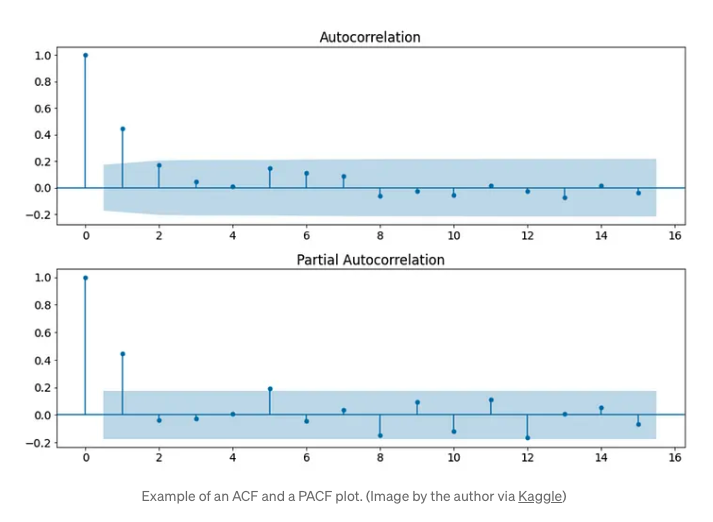 Autocorrelation
1.0
0.8
0.6
0.4
0.2
0.0
−0.2
0 2 4 6 8 10 12 14 16
Partial Autocorrelation
1.0
0.8
0.6
0.4
0.2
0.0
−0.2
0 2 4 6 8 10 12 14 16
Example of an ACF and a PACF plot. (Image by the author via Kaggle)